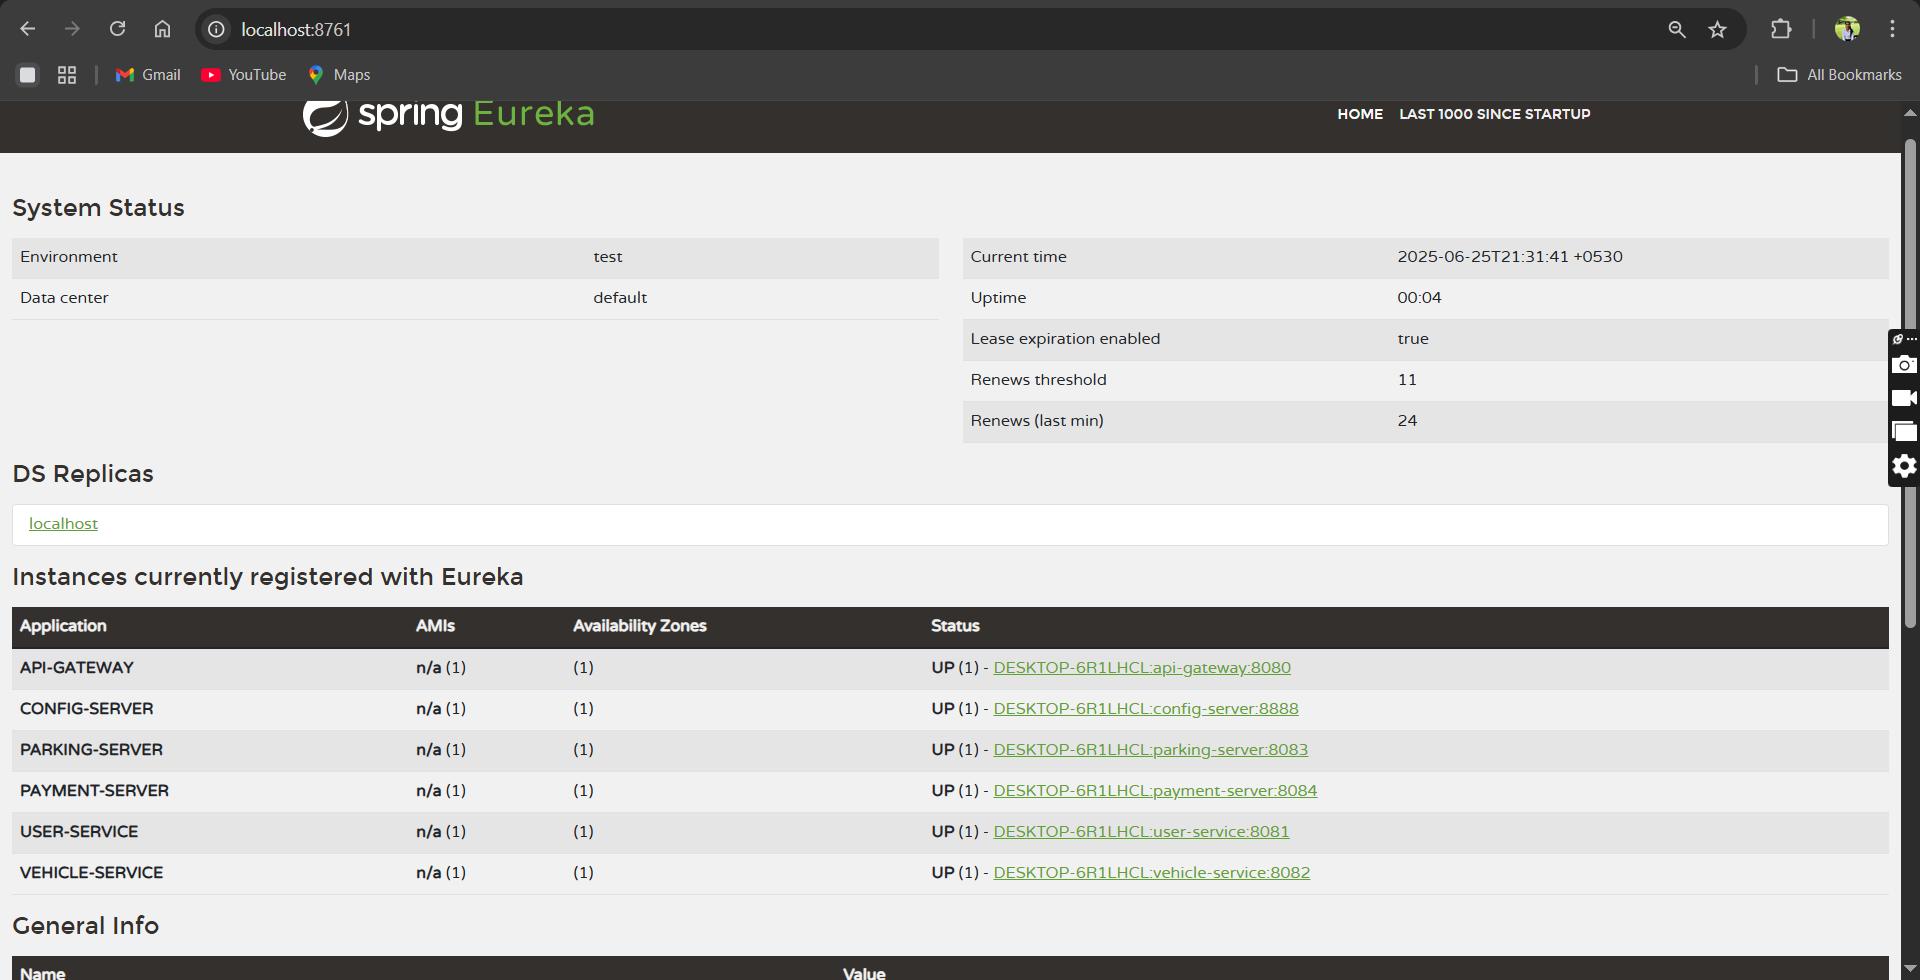 localhost:8761
Gmail YouTube Maps All Bookmarks
spring Eureka HOME LAST 1000 SINCE STARTUP
System Status
Environment test
Data center default
Current time 2025-06-25T21:31:41 +0530
Uptime 00:04
Lease expiration enabled true
Renews threshold 11
Renews (last min) 24
DS Replicas
localhost
Instances currently registered with Eureka
Application AMIs Availability Zones Status
API-GATEWAY n/a (1) (1) UP (1) - DESKTOP-6R1LHCL:api-gateway:8080
CONFIG-SERVER n/a (1) (1) UP (1) - DESKTOP-6R1LHCL:config-server:8888
PARKING-SERVER n/a (1) (1) UP (1) - DESKTOP-6R1LHCL:parking-server:8083
PAYMENT-SERVER n/a (1) (1) UP (1) - DESKTOP-6R1LHCL:payment-server:8084
USER-SERVICE n/a (1) (1) UP (1) - DESKTOP-6R1LHCL:user-service:8081
VEHICLE-SERVICE n/a (1) (1) UP (1) - DESKTOP-6R1LHCL:vehicle-service:8082
General Info
Name Value